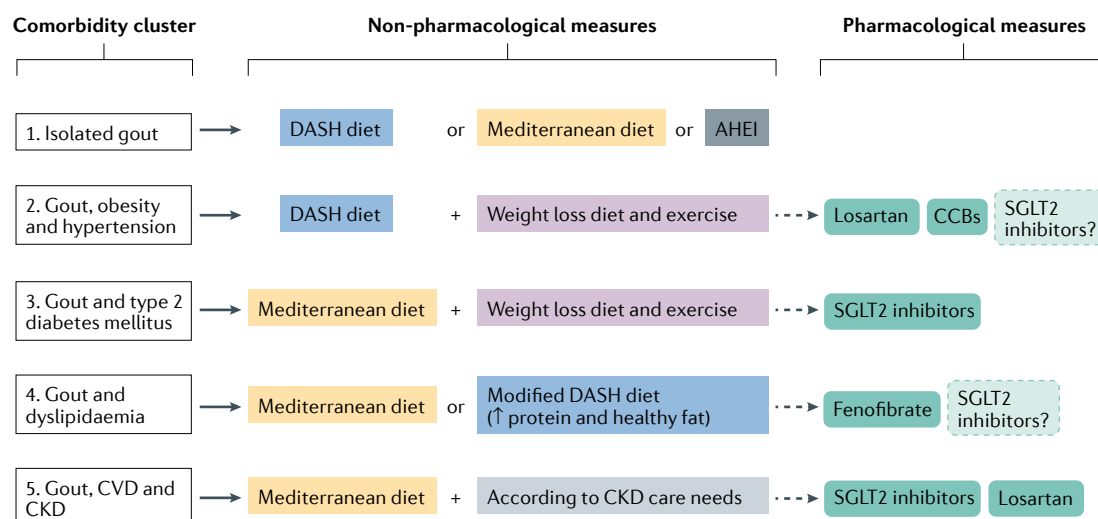 Comorbidity cluster
Non-pharmacological measures
Pharmacological measures
1. Isolated gout
DASH diet
or
Mediterranean diet
or
AHEI
2. Gout, obesity
and hypertension
DASH diet
+
Weight loss diet and exercise
Losartan
CCBs
SGLT2
inhibitors?
3. Gout and type 2
diabetes mellitus
Mediterranean diet
+
Weight loss diet and exercise
SGLT2 inhibitors
4. Gout and
dyslipidaemia
Mediterranean diet
or
Modified DASH diet
(↑ protein and healthy fat)
Fenofibrate
SGLT2
inhibitors?
5. Gout, CVD and
CKD
Mediterranean diet
+
According to CKD care needs
SGLT2 inhibitors
Losartan